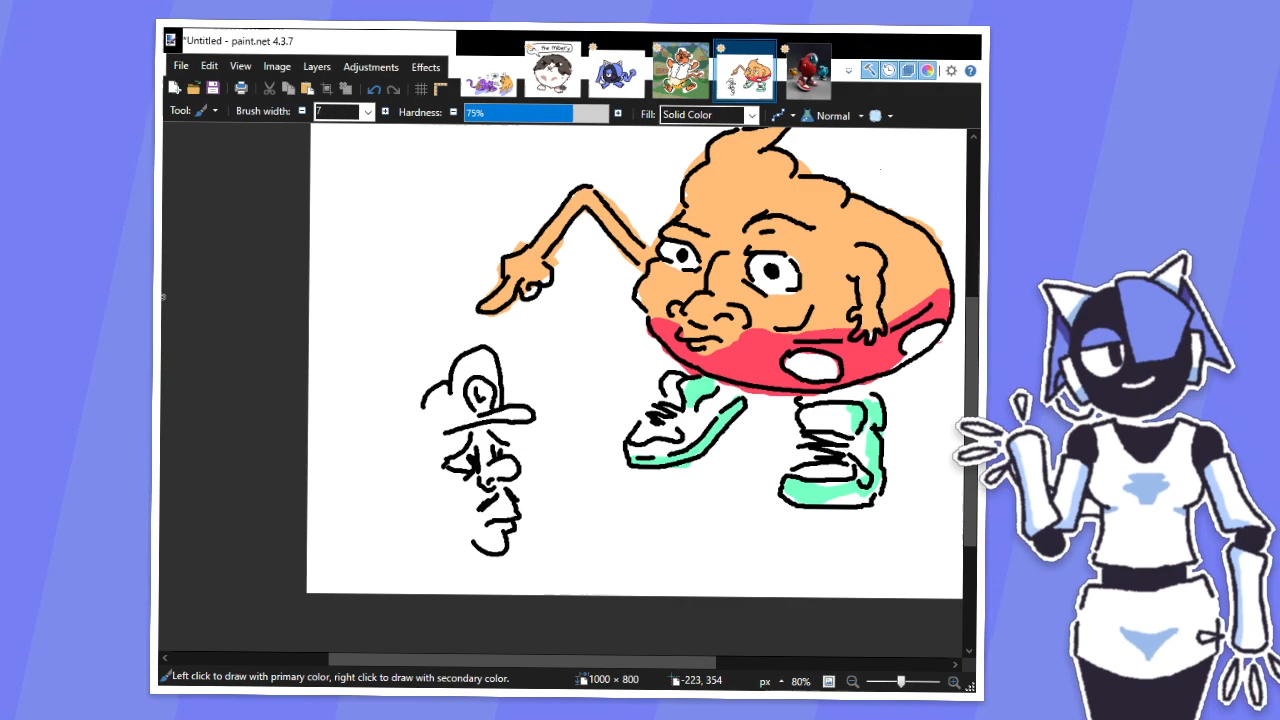 *Untitled - paint.net 4.3.7
the misery
File Edit View Image Layers Adjustments Effects
Tool: Brush width: 7 Hardness: 75% Fill: Solid Color Normal
L
Left click to draw with primary color, right click to draw with secondary color. 1000 × 800 -223, 354 px 80%